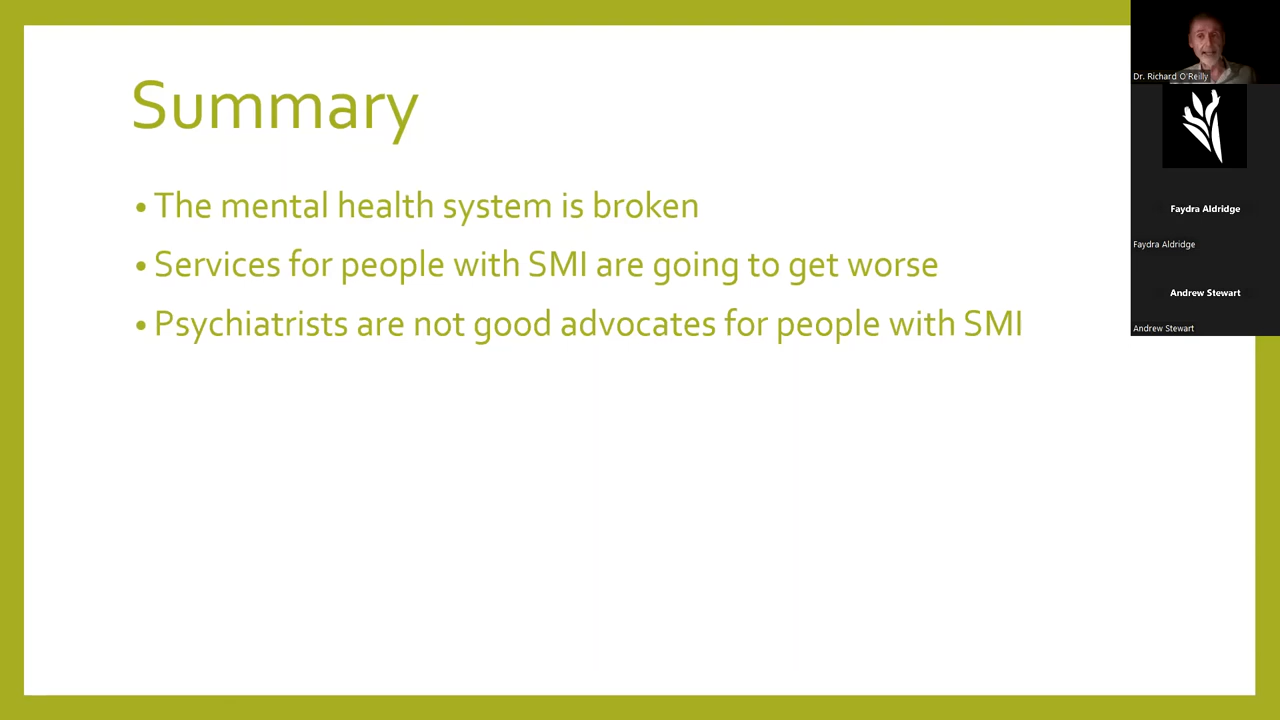 Summary
• The mental health system is broken
• Services for people with SMI are going to get worse
• Psychiatrists are not good advocates for people with SMI
Dr. Richard O'Reilly
Faydra Aldridge
Faydra Aldridge
Andrew Stewart
Andrew Stewart